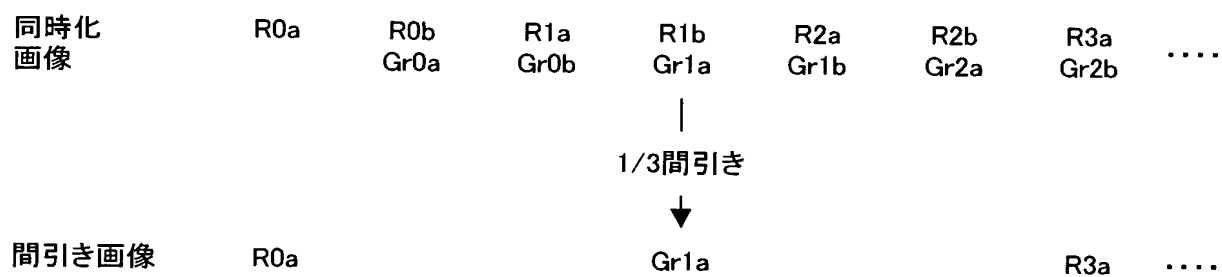 同時化 R0a R0b R1a R1b R2a R2b R3a
画像 Gr0a Gr0b Gr1a Gr1b Gr2a Gr2b ‥‥
1/3間引き
間引き画像 R0a Gr1a R3a ‥‥